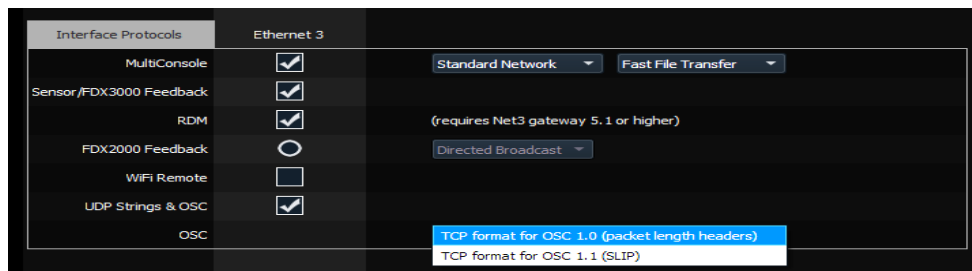 Interface Protocols Ethernet 3
MultiConsole Standard Network Fast File Transfer
Sensor/FDX3000 Feedback
RDM (requires Net3 gateway 5.1 or higher)
FDX2000 Feedback Directed Broadcast
WiFi Remote
UDP Strings & OSC
OSC TCP format for OSC 1.0 (packet length headers)
TCP format for OSC 1.1 (SLIP)